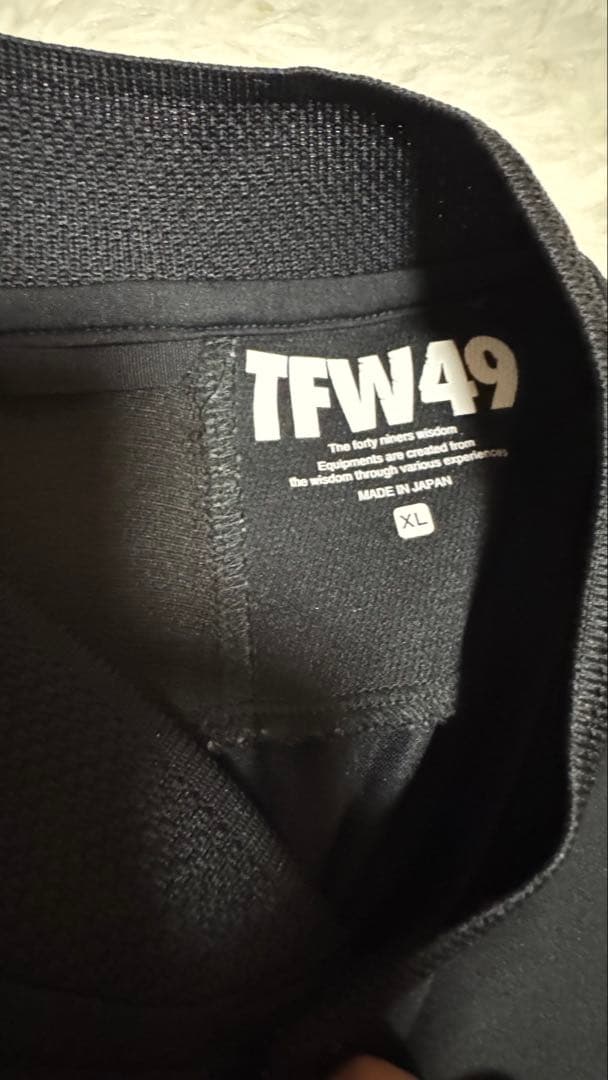 TFW49
The forty niners wisdom
Equipments are created from
the wisdom through various experiences
MADE IN JAPAN
XL